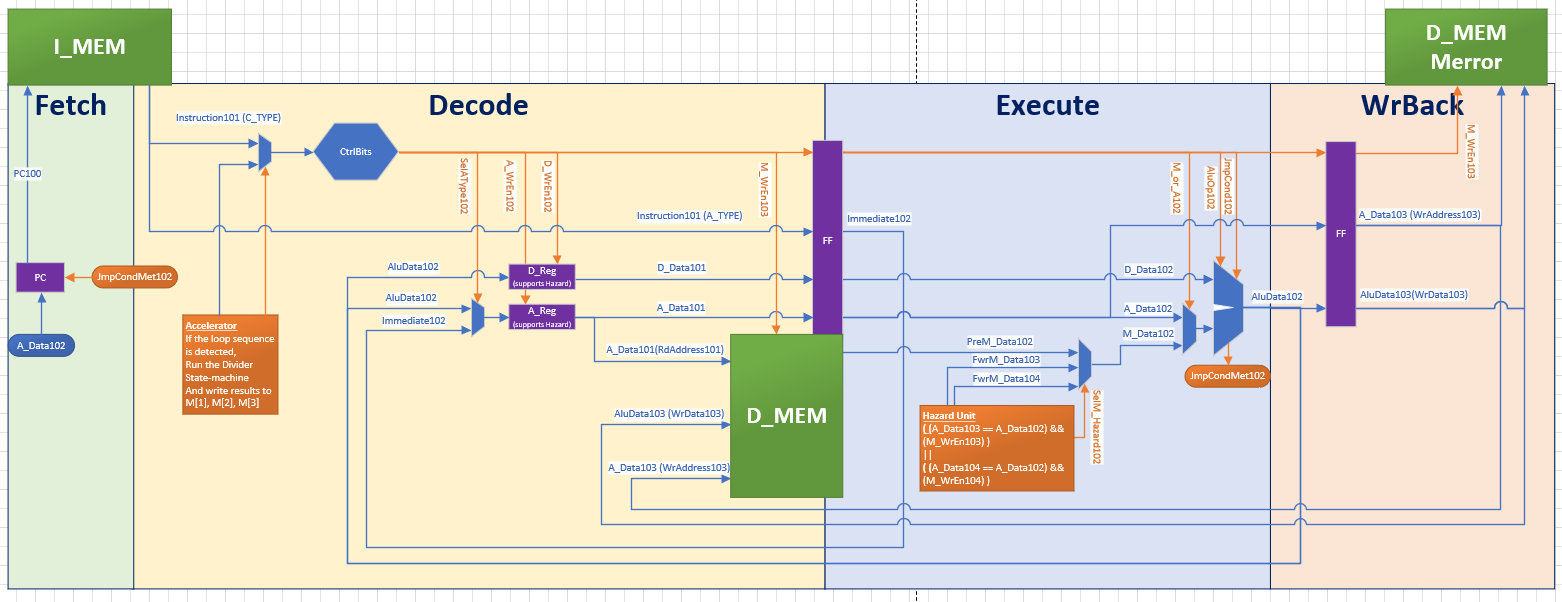 I_MEM
D_MEM
Merror
Fetch
Decode
Execute
WrBack
Instruction101 (C_TYPE)
CtrlBits
PC100
SelAType102
A_WrEn102
D_WrEn102
M_WrEn103
M_or_A102
AluOp102
JmpCond102
M_WrEn103
Instruction101 (A_TYPE)
FF
Immediate102
A_Data103 (WrAddress103)
FF
PC
JmpCondMet102
AluData102
D_Reg
(supports Hazard)
D_Data101
D_Data102
AluData102
AluData103(WrData103)
AluData102
Immediate102
A_Reg
(supports Hazard)
A_Data101
A_Data102
A_Data102
Accelerator
If the loop sequence
is detected,
Run the Divider
State-machine
And write results to
M[1], M[2], M[3]
A_Data101(RdAddress101)
PreM_Data102
FwrM_Data103
FwrM_Data104
M_Data102
JmpCondMet102
SelM_Hazard102
D_MEM
AluData103 (WrData103)
A_Data103 (WrAddress103)
Hazard Unit
( (A_Data103 == A_Data102) &&
(M_WrEn103) )
||
( (A_Data104 == A_Data102) &&
(M_WrEn104) )